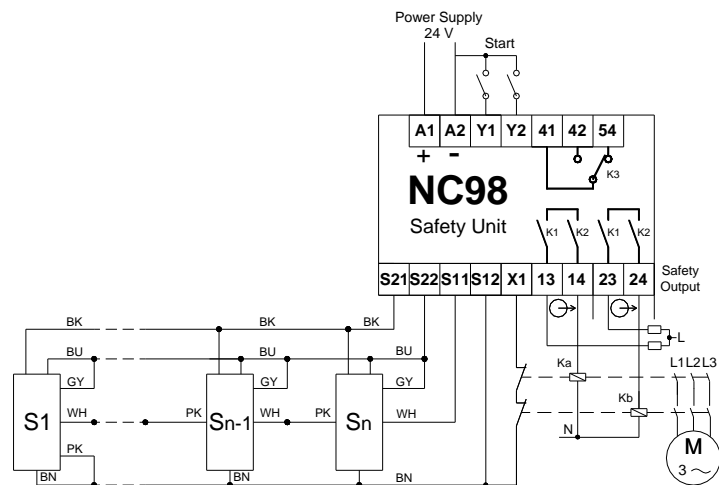 Power Supply
24 V
Start
A1 A2 Y1 Y2 41 42 54
+ -
K3
NC98
Safety Unit
K1 K2 K1 K2
S21 S22 S11 S12 X1 13 14 23 24
Safety
Output
BK BK BK
L
BU BU BU
Ka
L1 L2 L3
GY GY GY
S1 WH PK Sn-1 WH PK Sn WH
Kb
N
PK
M
3
BN BN BN